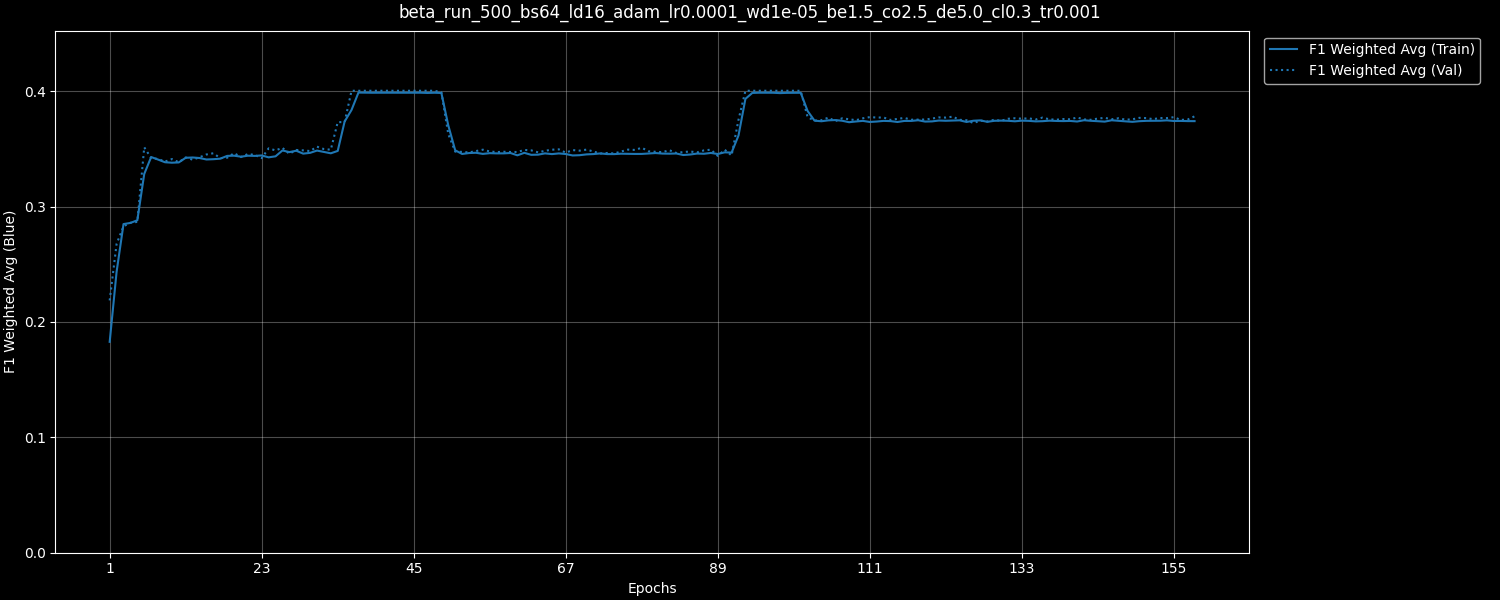 beta_run_500_bs64_ld16_adam_lr0.0001_wd1e-05_be1.5_co2.5_de5.0_cl0.3_tr0.001
F1 Weighted Avg (Train)
F1 Weighted Avg (Val)
F1 Weighted Avg (Blue)
0.4
0.3
0.2
0.1
0.0
1 23 45 67 89 111 133 155
Epochs